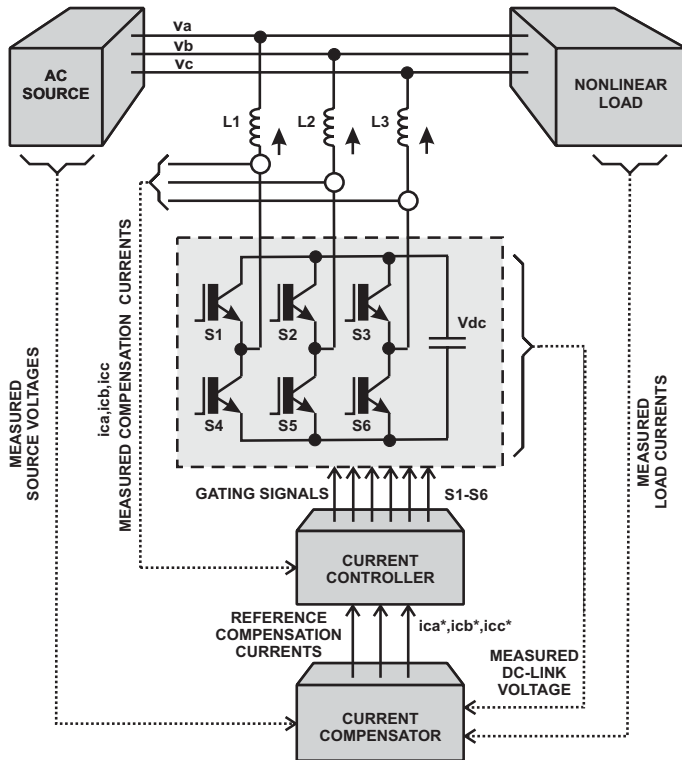 Va
Vb
Vc
AC
SOURCE
NONLINEAR
LOAD
L1
L2
L3
ica,icb,icc
MEASURED COMPENSATION CURRENTS
MEASURED
SOURCE VOLTAGES
S1
S2
S3
Vdc
S4
S5
S6
MEASURED
LOAD CURRENTS
GATING SIGNALS
S1-S6
CURRENT
CONTROLLER
REFERENCE
COMPENSATION
CURRENTS
ica*,icb*,icc*
MEASURED
DC-LINK
VOLTAGE
CURRENT
COMPENSATOR